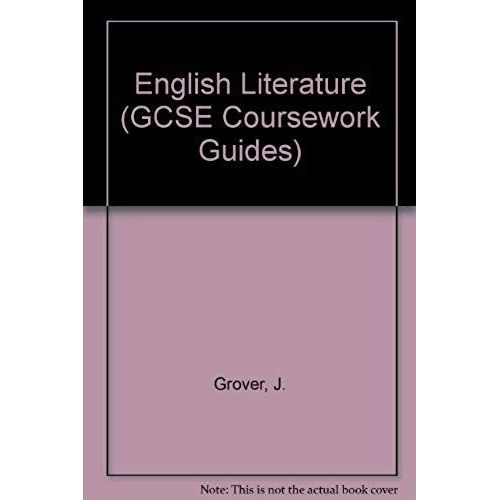 English Literature
(GCSE Coursework
Guides)
Grover, J.
Note: This is not the actual book cover